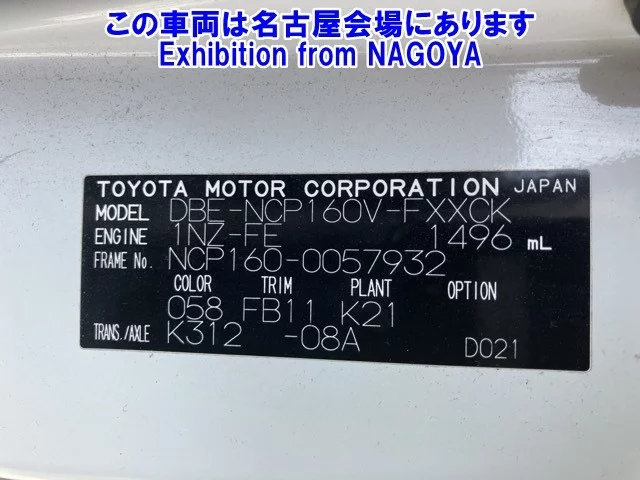 この車両は名古屋会場にあります
Exhibition from NAGOYA
TOYOTA MOTOR CORPORATION JAPAN
MODEL DBE-NCP160V-FXXCK
ENGINE 1NZ-FE 1496 mL
FRAME No. NCP160-0057932
COLOR TRIM PLANT OPTION
058 FB11 K21
TRANS./AXLE K312 -08A
D021